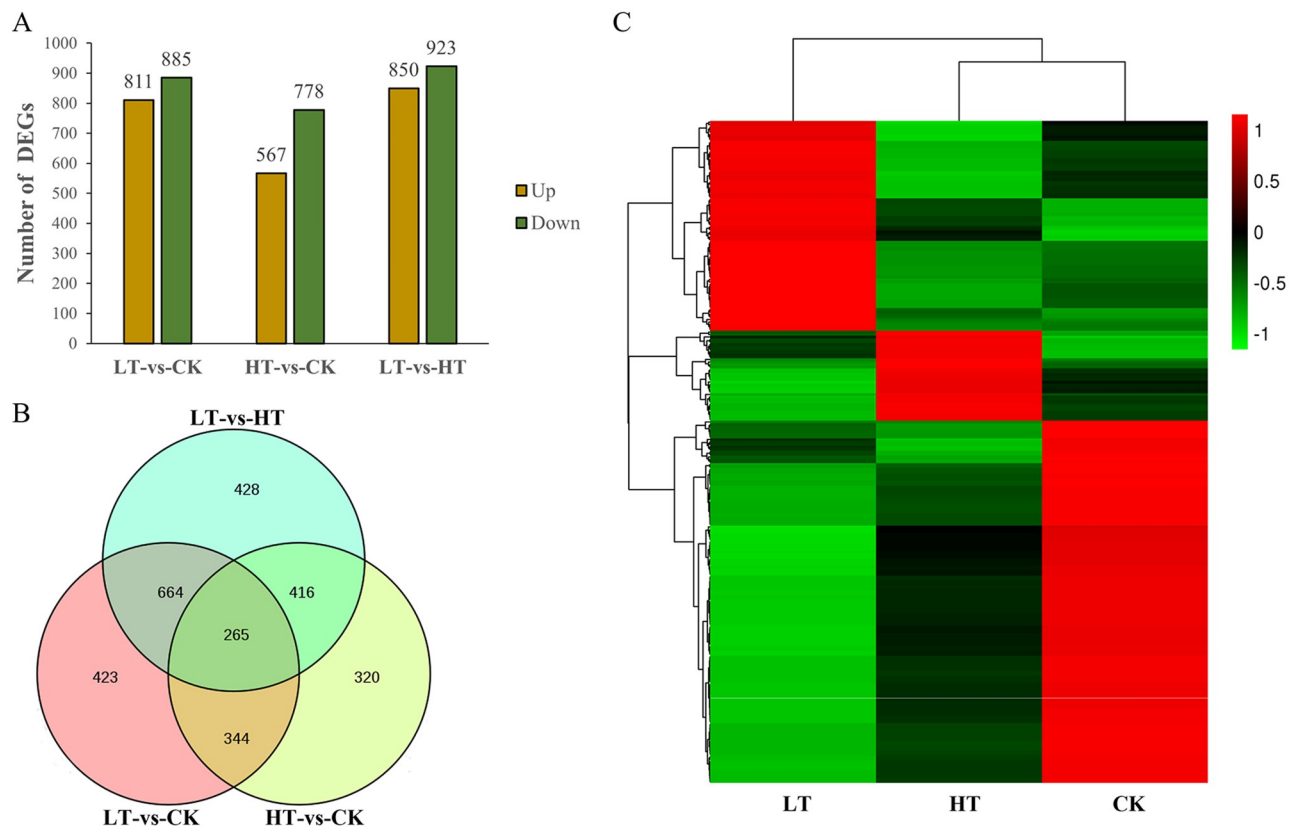 A
1000
900
800
700
600
500
400
300
200
100
0
Number of DEGs
811
885
567
778
850
923
LT-vs-CK
HT-vs-CK
LT-vs-HT
Up
Down
B
LT-vs-HT
428
664
416
265
423
320
344
LT-vs-CK
HT-vs-CK
C
1
0.5
0
-0.5
-1
LT
HT
CK